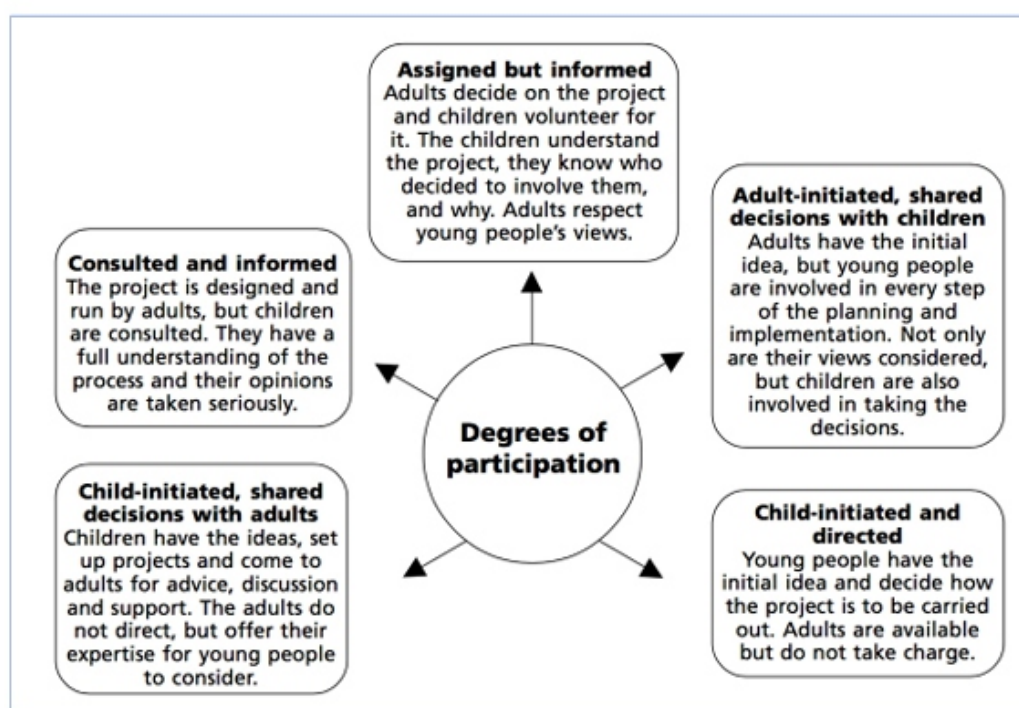 Assigned but informed
Adults decide on the project
and children volunteer for
it. The children understand
the project, they know who
decided to involve them,
and why. Adults respect
young people's views.
Adult-initiated, shared
decisions with children
Adults have the initial
idea, but young people
are involved in every step
of the planning and
implementation. Not only
are their views considered,
but children are also
involved in taking the
decisions.
Consulted and informed
The project is designed and
run by adults, but children
are consulted. They have a
full understanding of the
process and their opinions
are taken seriously.
Degrees of
participation
Child-initiated, shared
decisions with adults
Children have the ideas, set
up projects and come to
adults for advice, discussion
and support. The adults do
not direct, but offer their
expertise for young people
to consider.
Child-initiated and
directed
Young people have the
initial idea and decide how
the project is to be carried
out. Adults are available
but do not take charge.